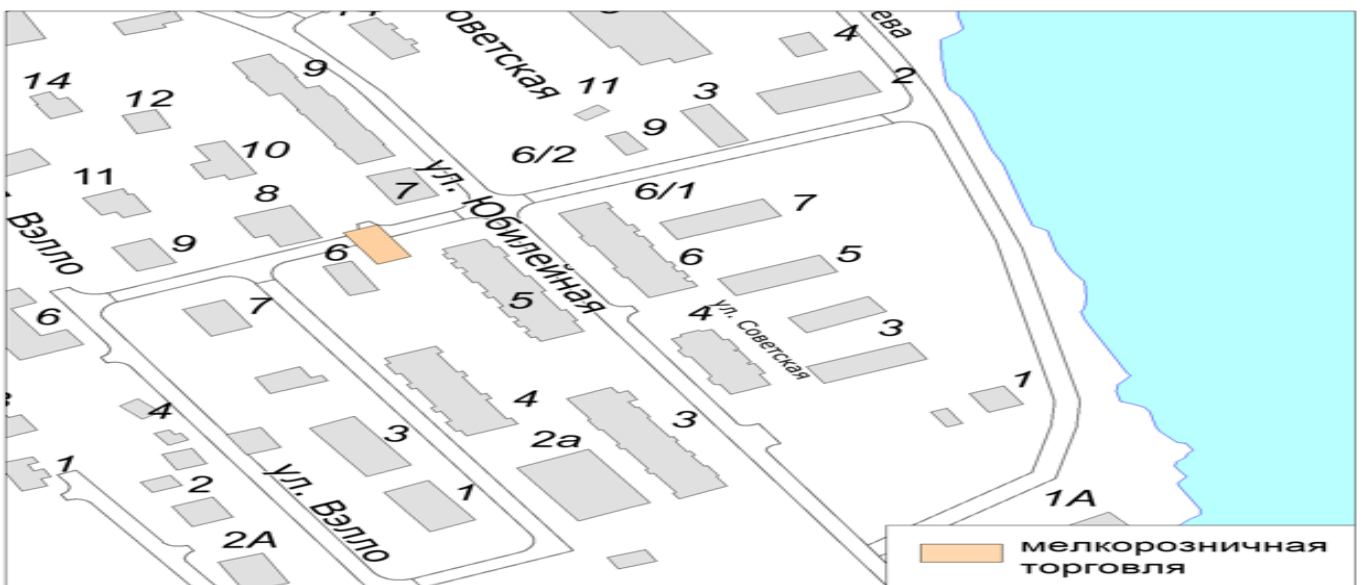 оветская
ева
4
9
14
12
11
3
2
9
6/2
10
7
ул. Юбилейная
6/1
7
11
8
Вэлло
9
6
6
5
5
7
6
4
ул. Советская
3
1
4
4
3
3
2а
1
1
2
ул. Вэлло
1А
2А
мелкорозничная
торговля